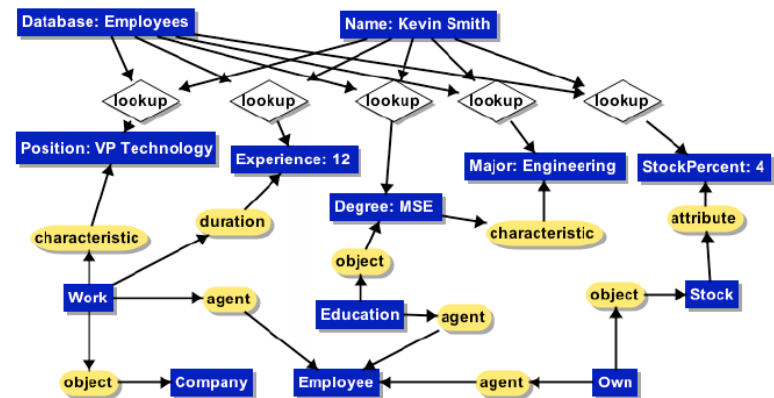 Database: Employees
Name: Kevin Smith
lookup
lookup
lookup
lookup
lookup
Position: VP Technology
Experience: 12
Major: Engineering
StockPercent: 4
Degree: MSE
duration
attribute
characteristic
characteristic
object
Work
agent
object
Stock
Education
agent
object
Company
Employee
agent
Own